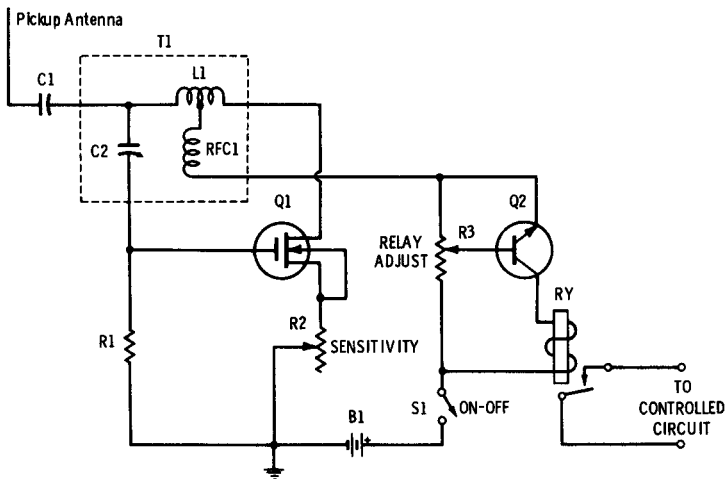 Pickup Antenna
T1
C1
L1
C2
RFC1
Q1
Q2
R3
RELAY
ADJUST
RY
R1
R2
SENSITIVITY
S1
ON-OFF
B1
+
TO
CONTROLLED
CIRCUIT